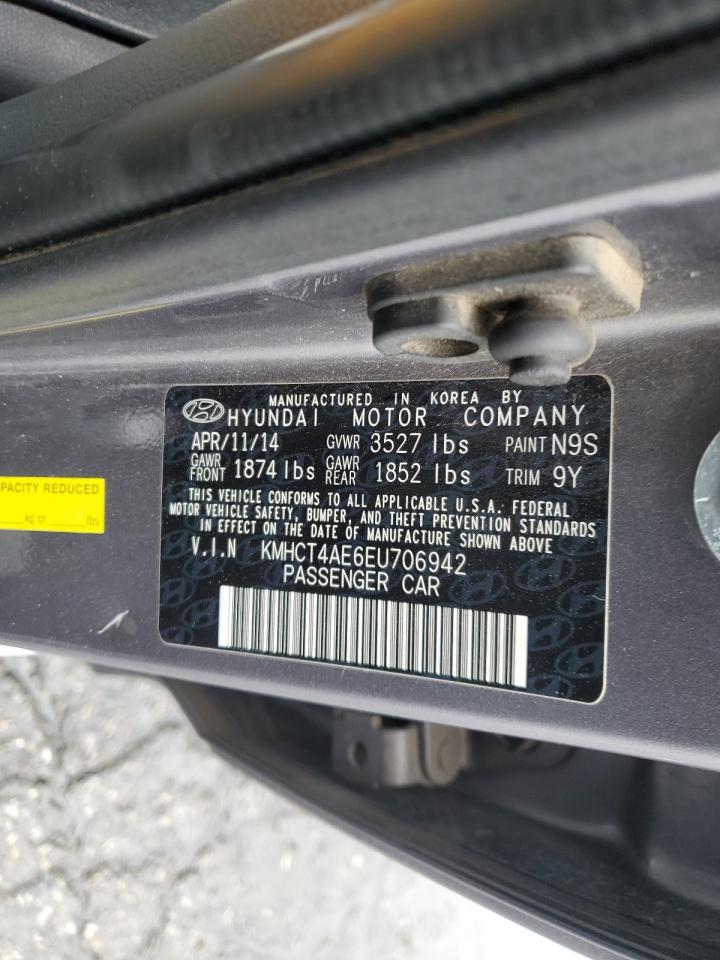 MANUFACTURED IN KOREA BY
HYUNDAI MOTOR COMPANY
APR/11/14 GVWR 3527 lbs PAINT N9S
GAWR FRONT 1874 lbs GAWR REAR 1852 lbs TRIM 9Y
THIS VEHICLE CONFORMS TO ALL APPLICABLE U.S.A. FEDERAL
MOTOR VEHICLE SAFETY, BUMPER, AND THEFT PREVENTION STANDARDS
IN EFFECT ON THE DATE OF MANUFACTURE SHOWN ABOVE
V.I.N KMHCT4AE6EU706942
PASSENGER CAR
REDUCED
kg or lbs